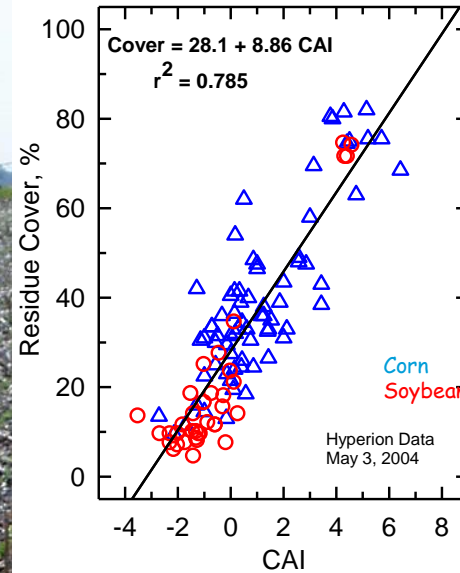 Cover = 28.1 + 8.86 CAI
r2 = 0.785
100
80
60
40
20
0
Residue Cover, %
Corn
Soybean
Hyperion Data
May 3, 2004
-4 -2 0 2 4 6 8
CAI